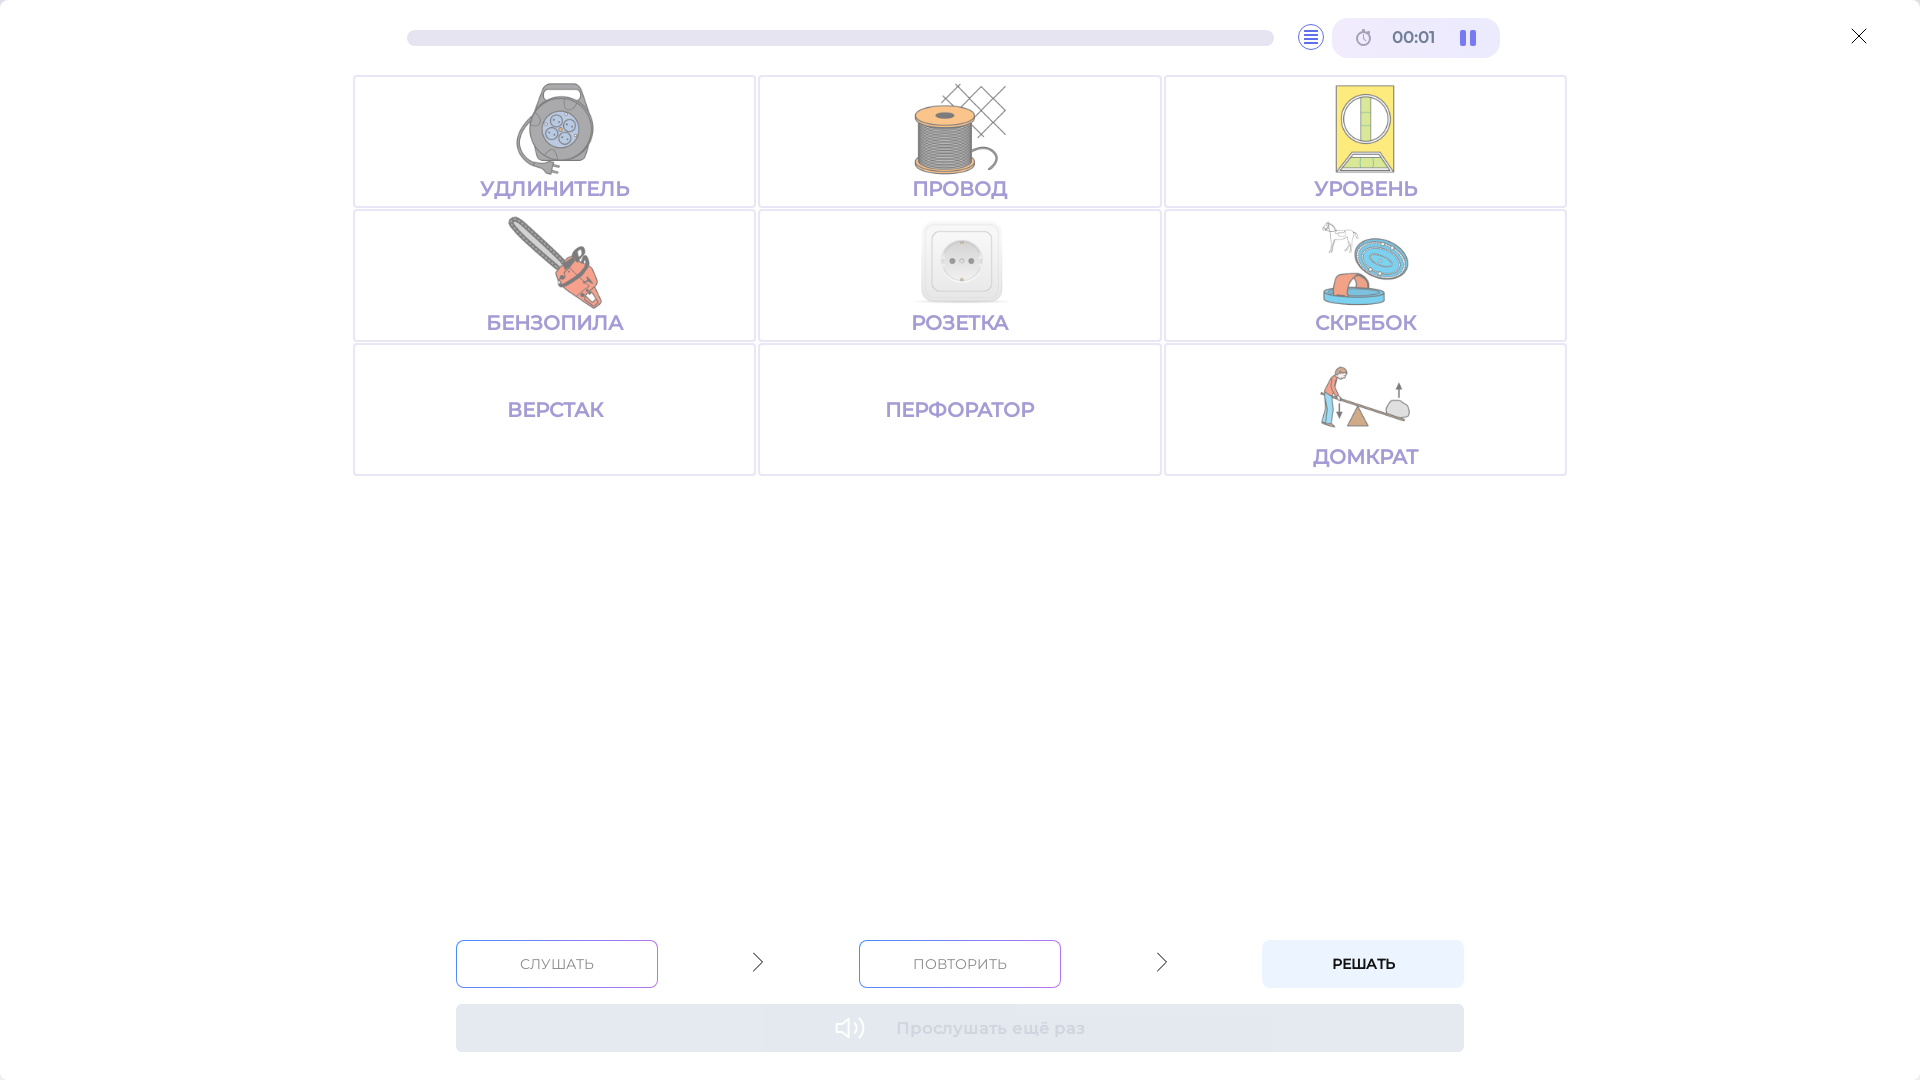 00:01
УДЛИНИТЕЛЬ
ПРОВОД
УРОВЕНЬ
БЕНЗОПИЛА
РОЗЕТКА
СКРЕБОК
ВЕРСТАК
ПЕРФОРАТОР
ДОМКРАТ
СЛУШАТЬ
ПОВТОРИТЬ
РЕШАТЬ
Прослушать ещё раз